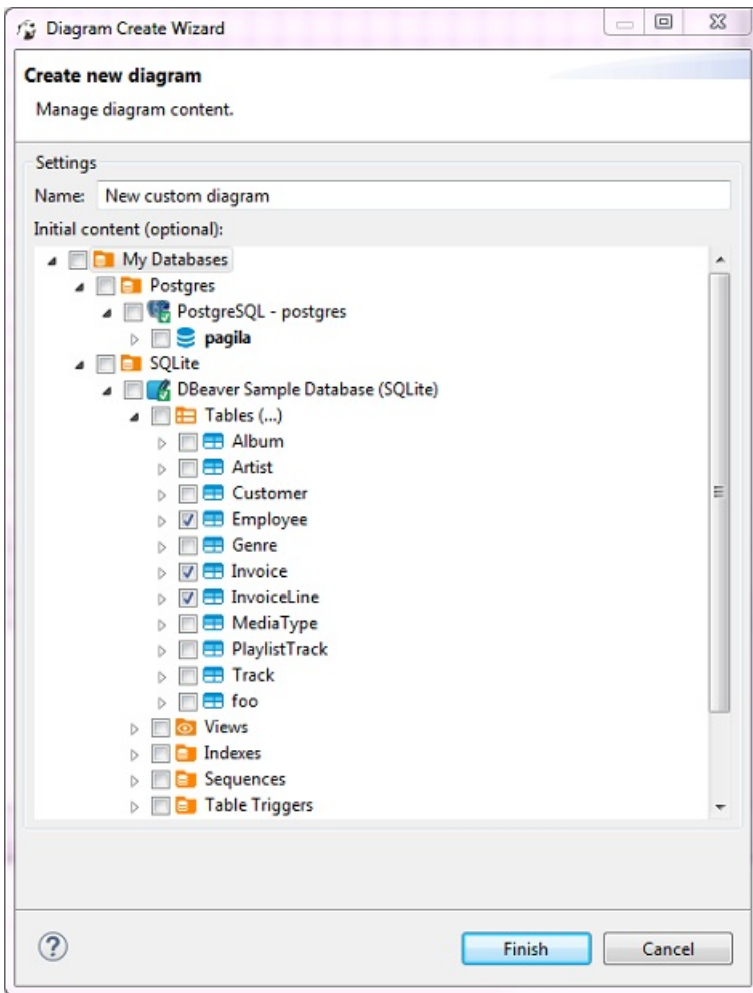 Diagram Create Wizard
Create new diagram
Manage diagram content.
Settings
Name: New custom diagram
Initial content (optional):
My Databases
Postgres
PostgreSQL - postgres
pagila
SQLite
DBeaver Sample Database (SQLite)
Tables (...)
Album
Artist
Customer
Employee
Genre
Invoice
InvoiceLine
MediaType
PlaylistTrack
Track
foo
Views
Indexes
Sequences
Table Triggers
?
Finish Cancel